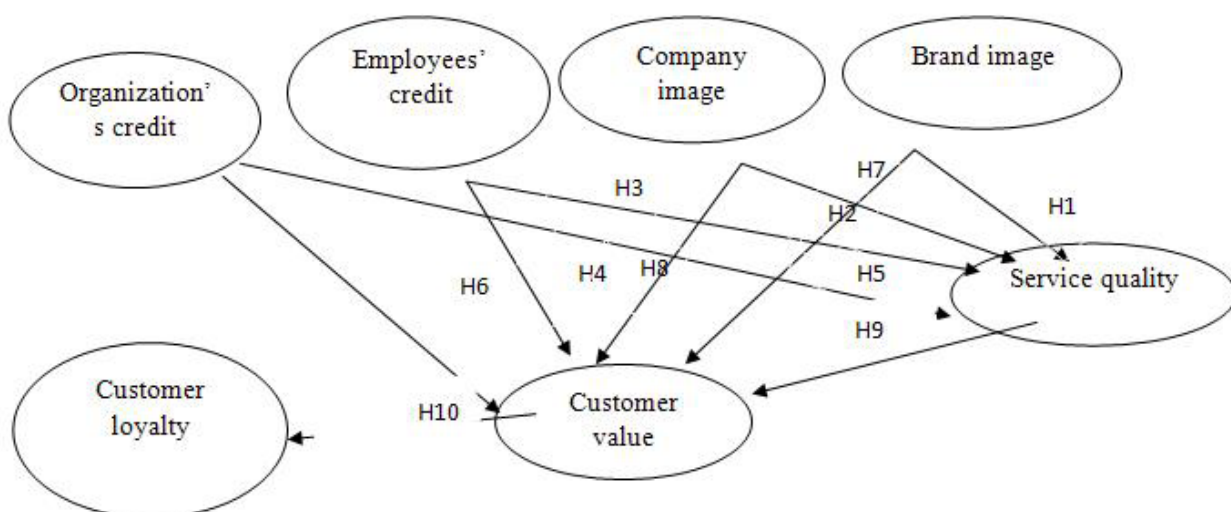 Organization’
s credit
Employees’
credit
Company
image
Brand image
H7
H3
H2
H1
H6
H4
H8
H5
Service quality
H9
Customer
loyalty
H10
Customer
value